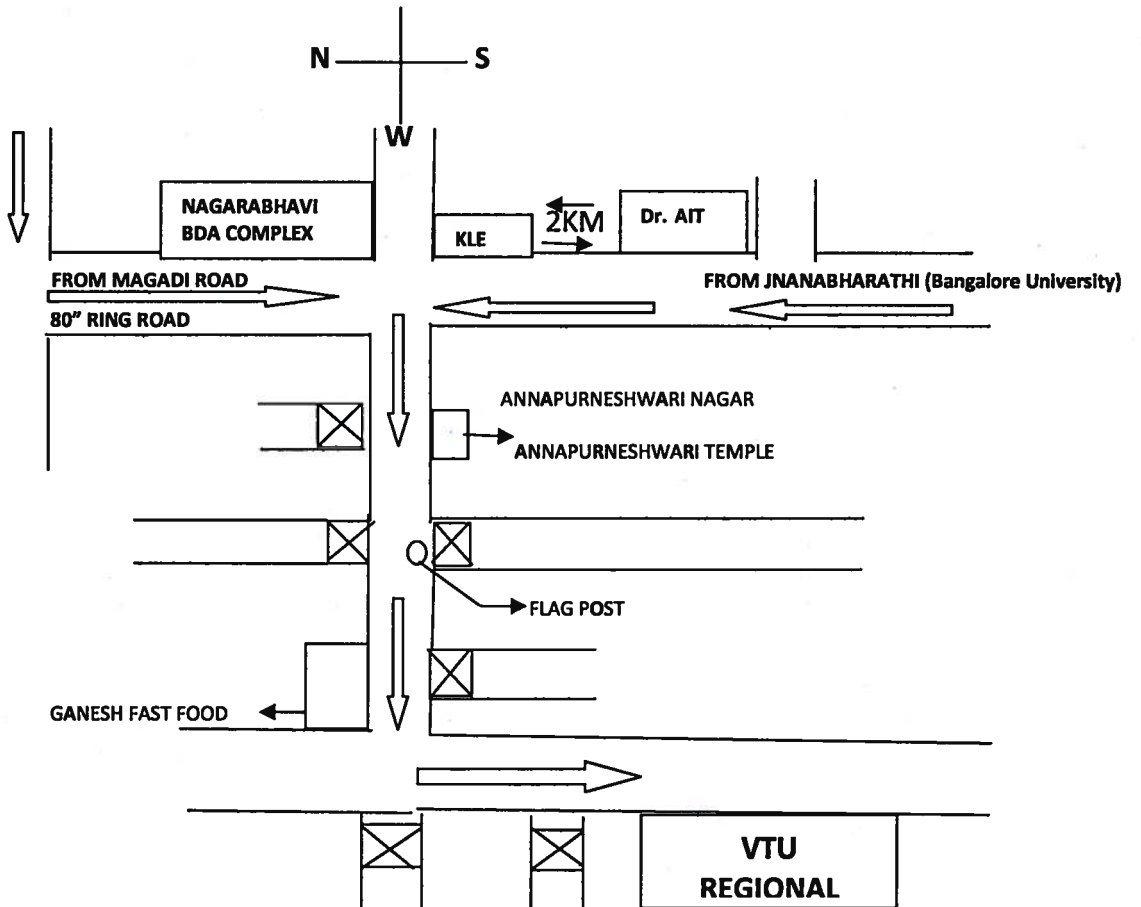 N S
W
NAGARABHAVI
BDA COMPLEX
KLE
2KM
Dr. AIT
FROM MAGADI ROAD
FROM JNANABHARATHI (Bangalore University)
80” RING ROAD
ANNAPURNESHWARI NAGAR
ANNAPURNESHWARI TEMPLE
FLAG POST
GANESH FAST FOOD
VTU
REGIONAL